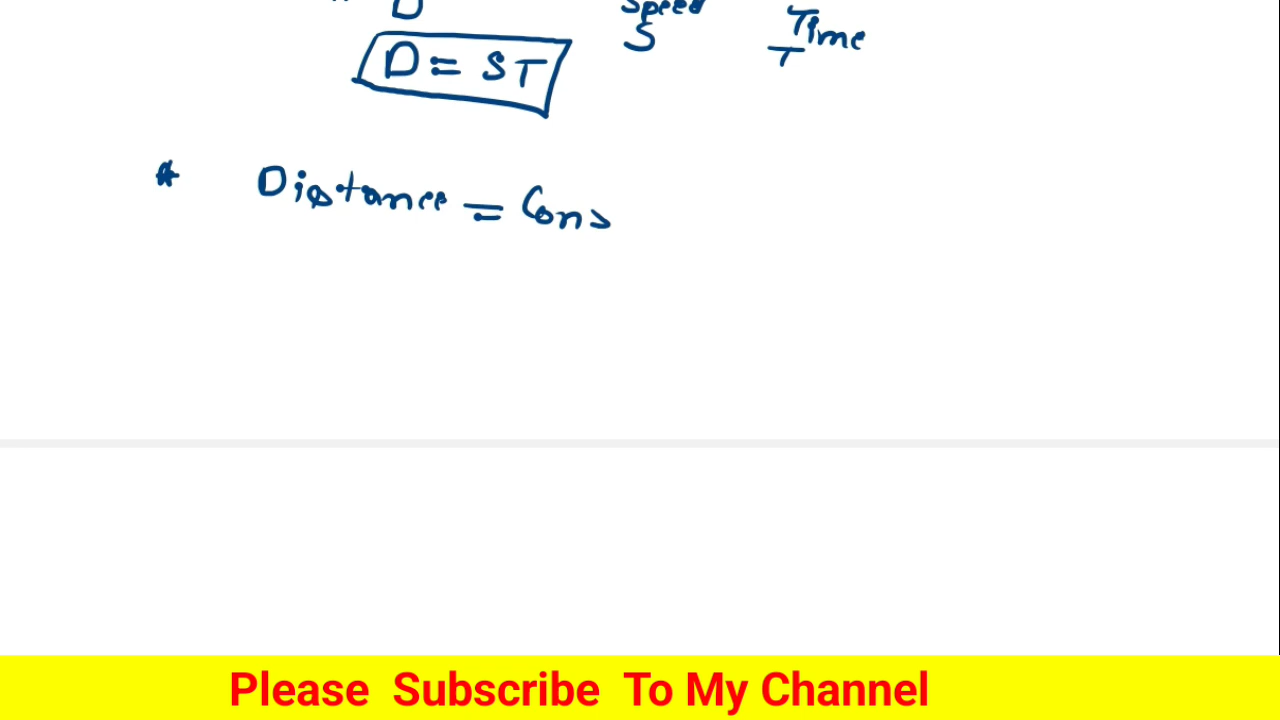 D Speed Time
S T
D = ST
* Distance = Cons
Please Subscribe To My Channel